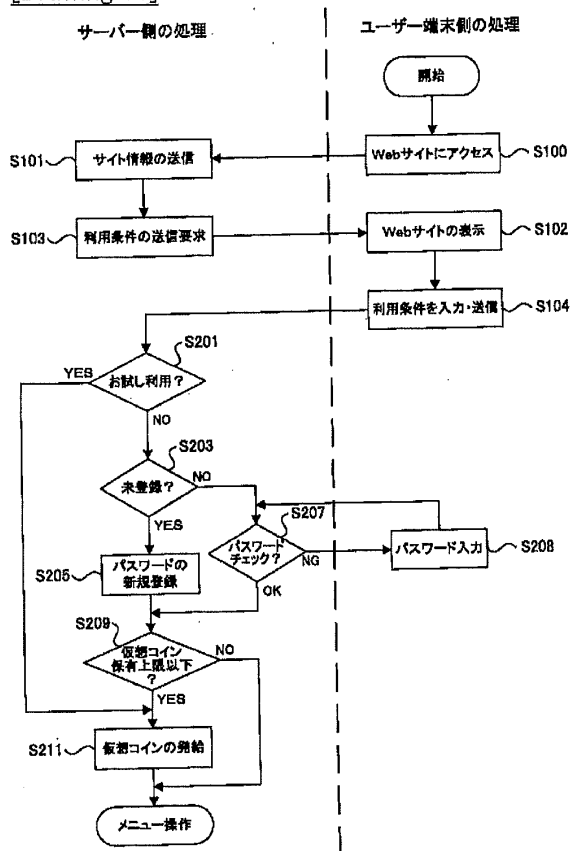 サーバー側の処理
ユーザー端末側の処理
開始
S101
サイト情報の送信
Webサイトにアクセス
S100
S103
利用条件の送信要求
Webサイトの表示
S102
利用条件を入力・送信
S104
S201
YES
お試し利用?
NO
S203
未登録?
NO
S207
YES
パスワード
チェック?
NG
パスワード入力
S208
S205
パスワードの
新規登録
OK
S209
仮想コイン
保有上限以下
?
NO
YES
S211
仮想コインの発給
メニュー操作